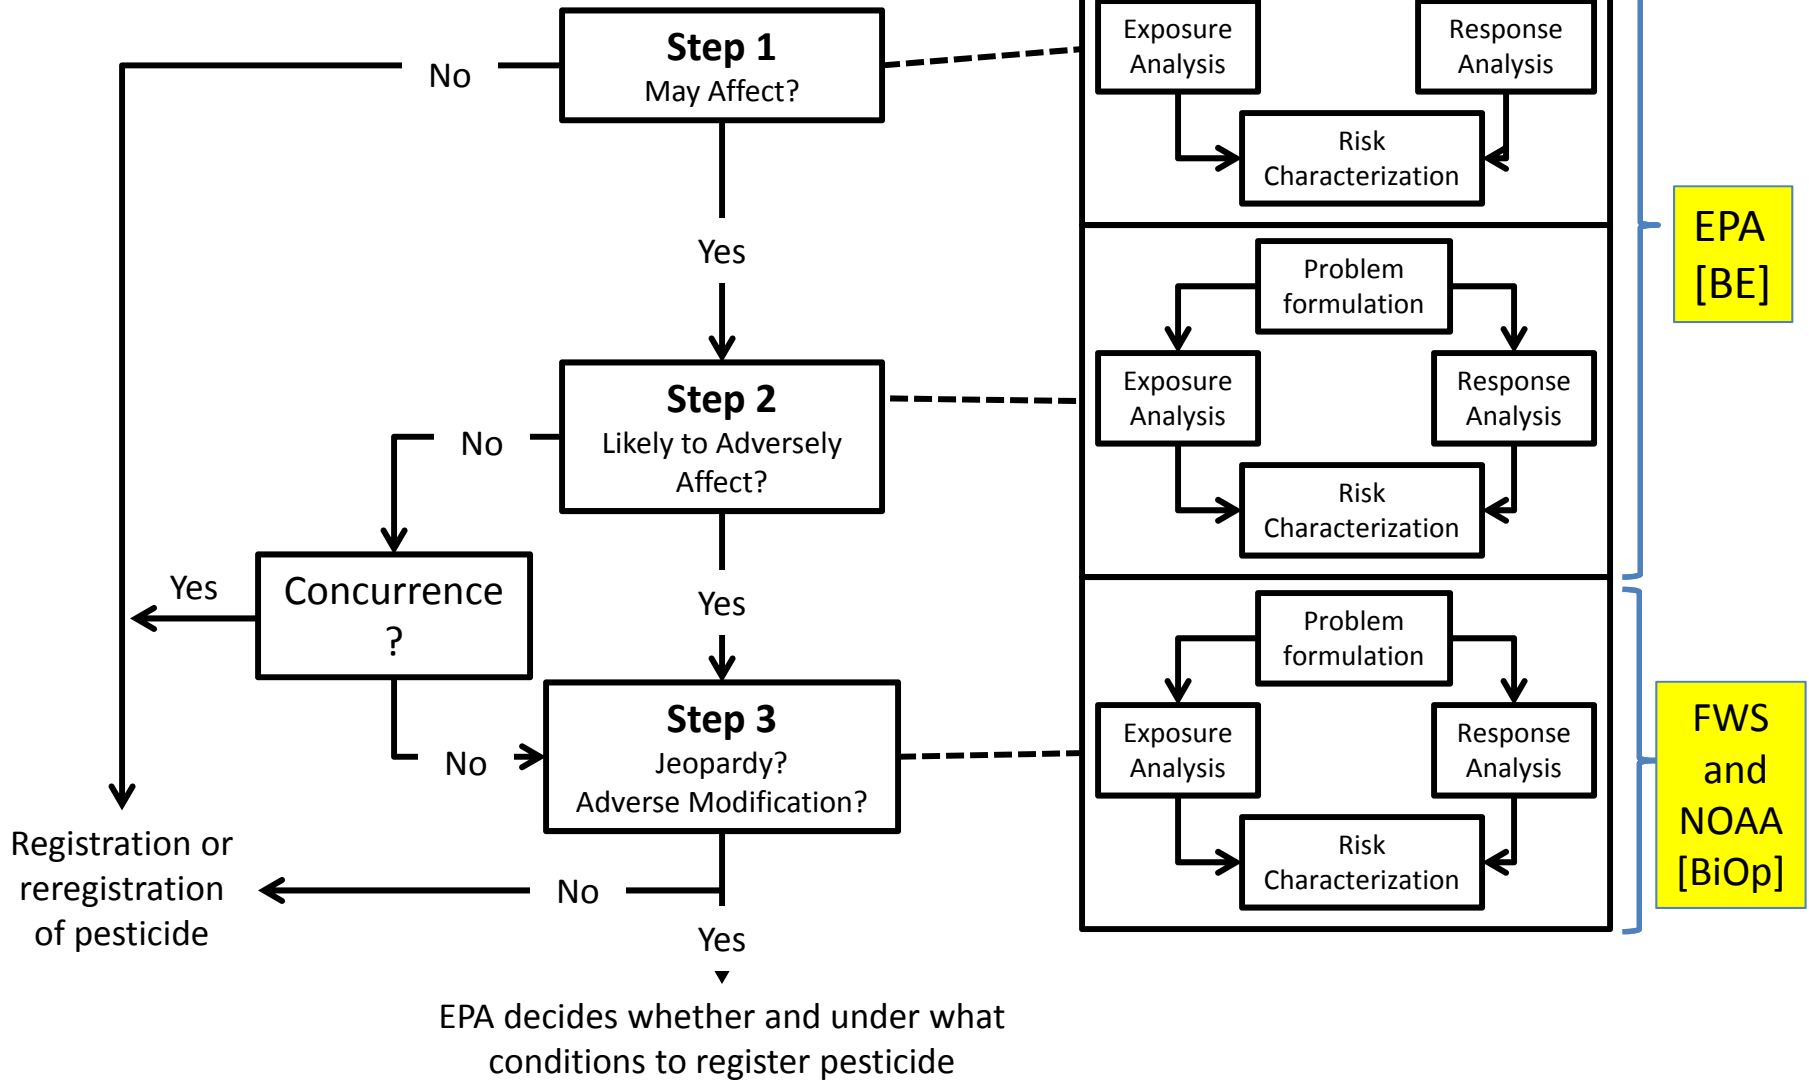 Step 1
May Affect?
No
Yes
Exposure
Analysis
Response
Analysis
Risk
Characterization
EPA
[BE]
Step 2
Likely to Adversely
Affect?
No
Yes
Problem
formulation
Exposure
Analysis
Response
Analysis
Risk
Characterization
Concurrence
?
Yes
No
Step 3
Jeopardy?
Adverse Modification?
No
Yes
Problem
formulation
Exposure
Analysis
Response
Analysis
Risk
Characterization
FWS
and
NOAA
[BiOp]
Registration or
reregistration
of pesticide
EPA decides whether and under what
conditions to register pesticide